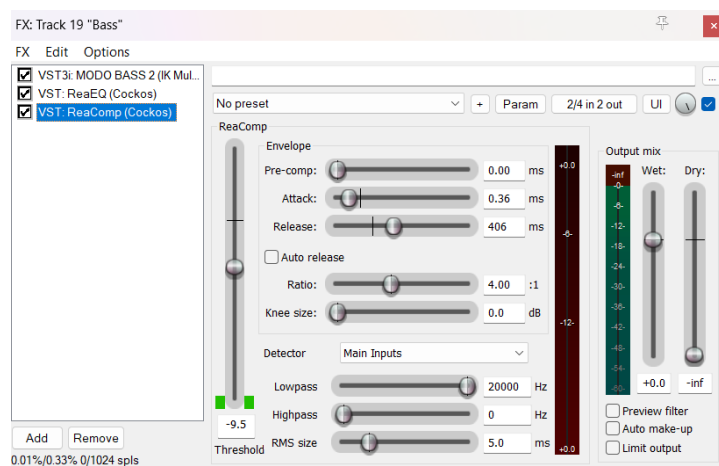 FX: Track 19 "Bass"
FX Edit Options
VST3i: MODO BASS 2 (IK Mul...
VST: ReaEQ (Cockos)
VST: ReaComp (Cockos)
...
No preset + Param 2/4 in 2 out UI
ReaComp
Envelope
Pre-comp: 0.00 ms
Attack: 0.36 ms
Release: 406 ms
Auto release
Ratio: 4.00 :1
Knee size: 0.0 dB
Detector Main Inputs
Lowpass 20000 Hz
Highpass 0 Hz
RMS size 5.0 ms
-9.5
Threshold
+0.0
-6-
-12-
+0.0
Output mix
Wet: Dry:
-inf
-0-
-6-
-12-
-18-
-24-
-30-
-36-
-42-
-48-
-54-
-60-
+0.0 -inf
Preview filter
Auto make-up
Limit output
Add Remove
0.01%/0.33% 0/1024 spls